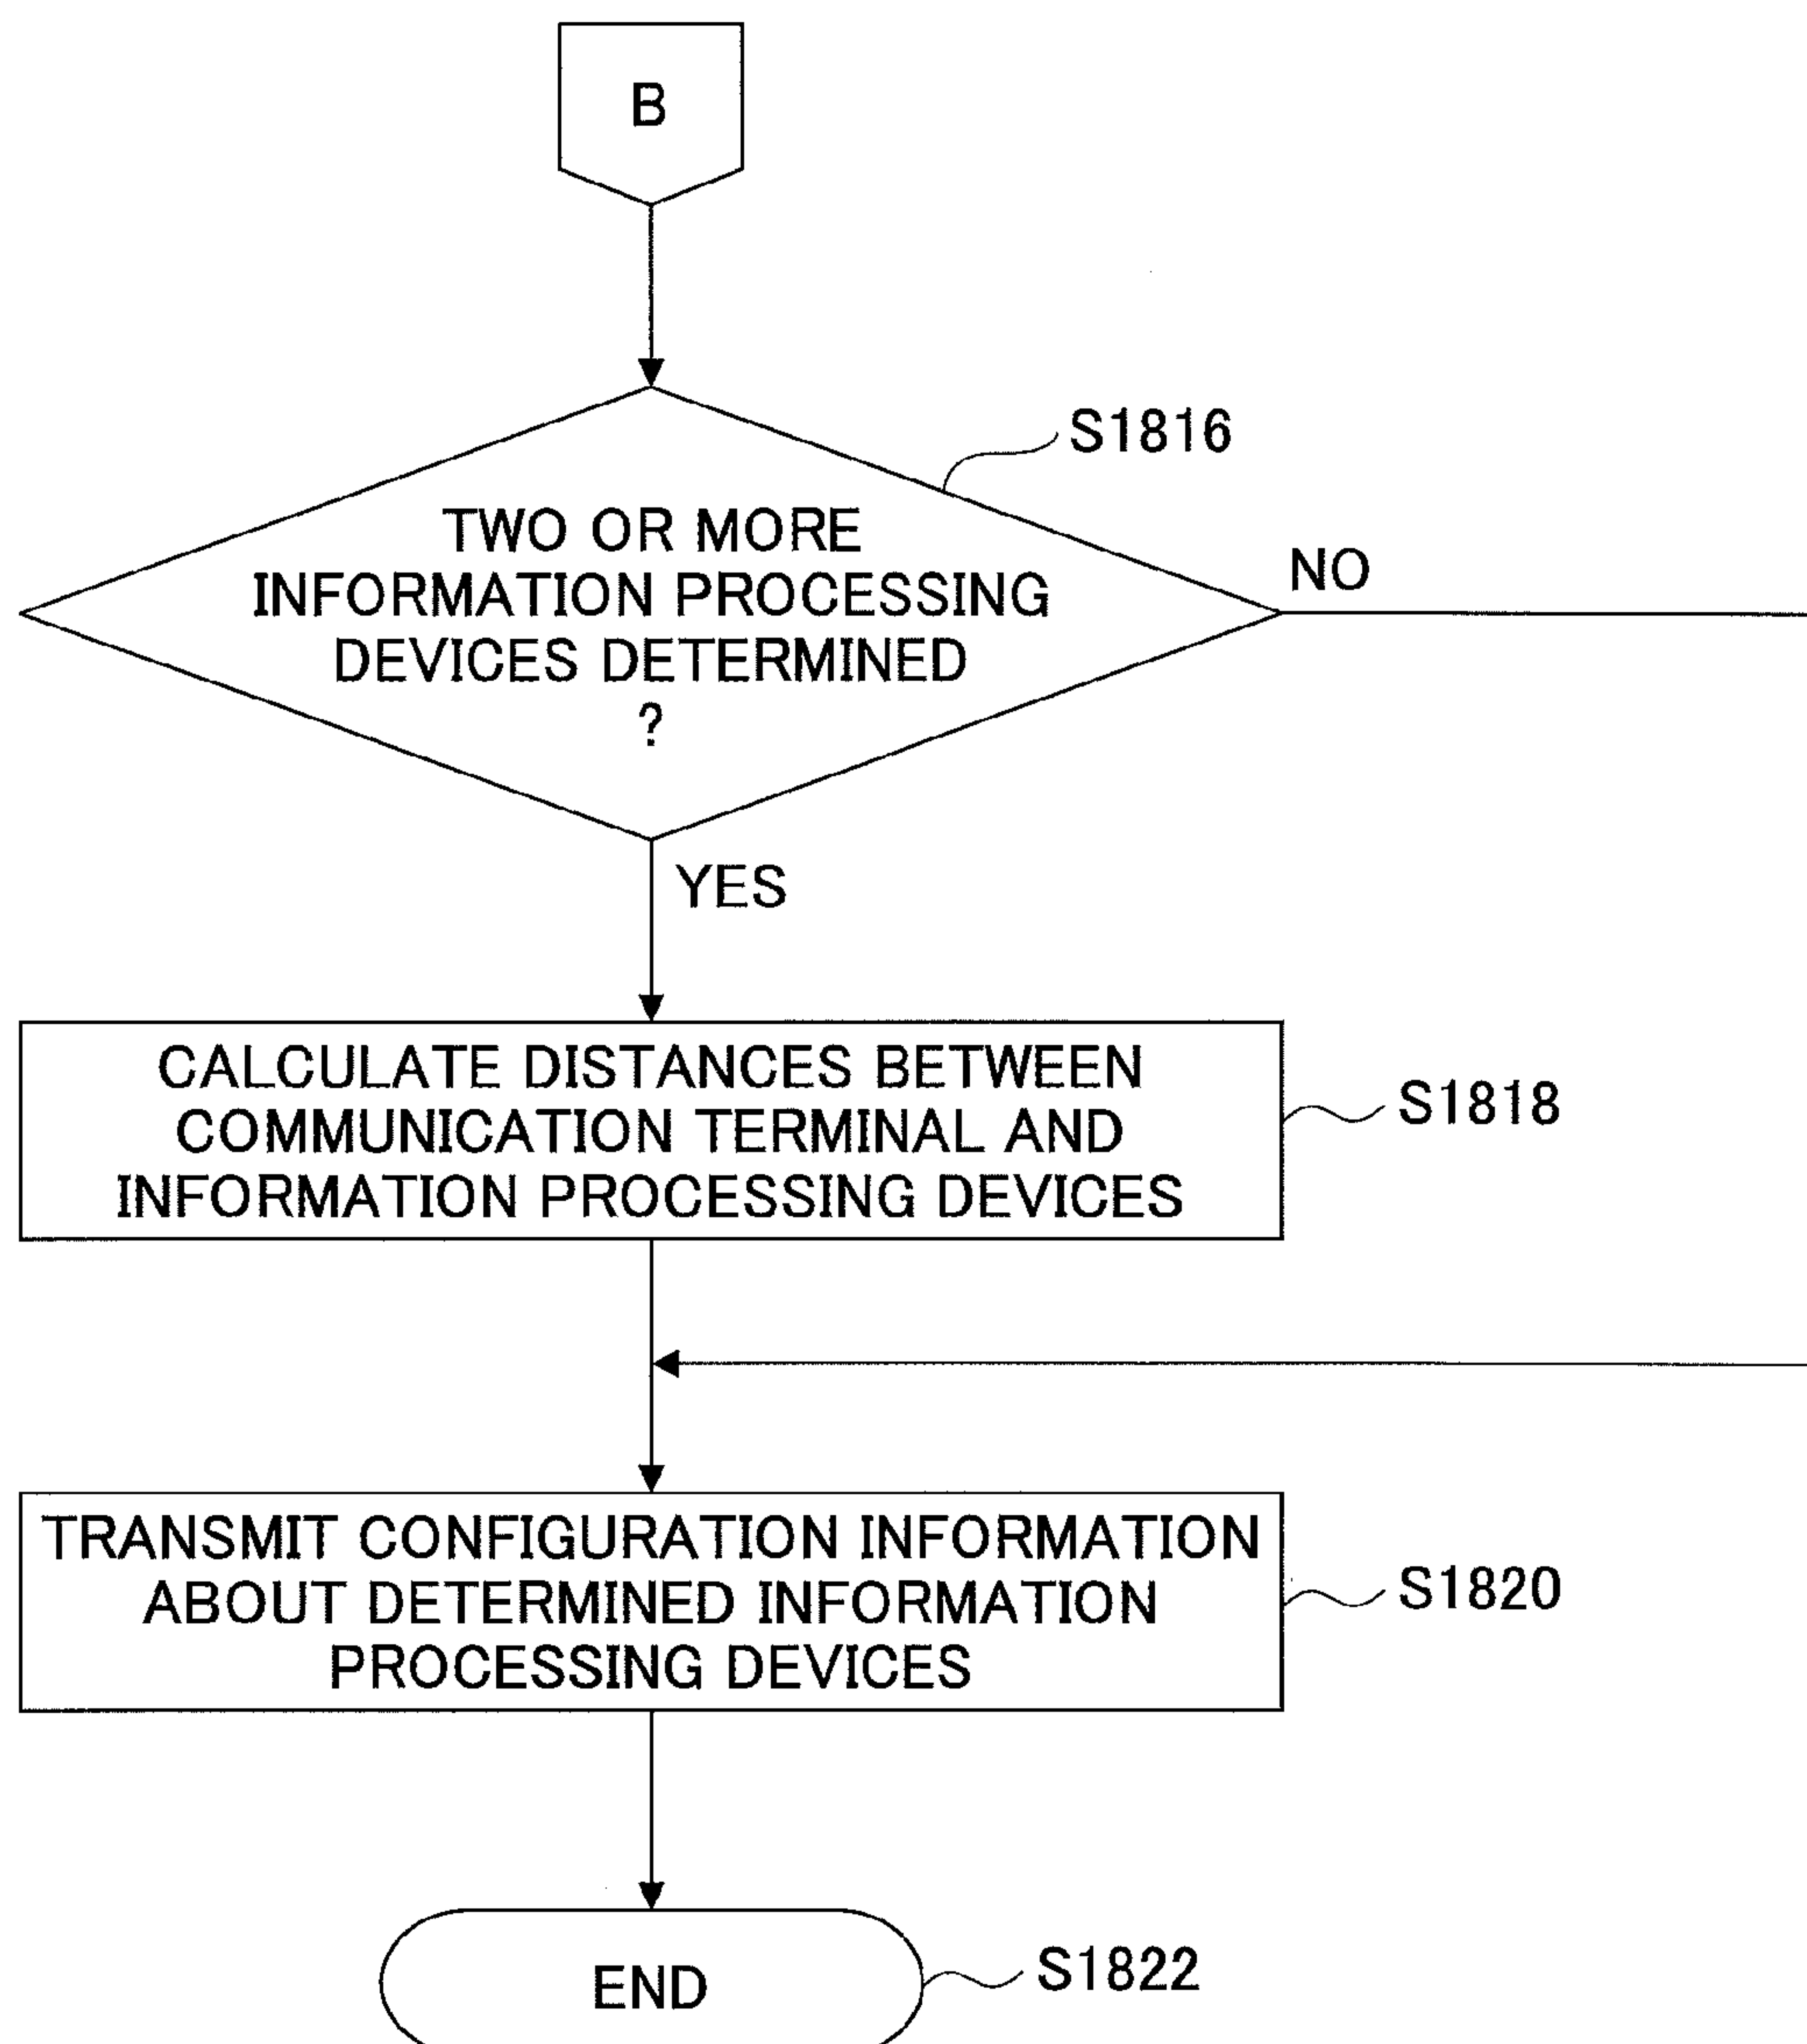 B
S1816
TWO OR MORE
INFORMATION PROCESSING
DEVICES DETERMINED
?
NO
YES
CALCULATE DISTANCES BETWEEN
COMMUNICATION TERMINAL AND
INFORMATION PROCESSING DEVICES
S1818
TRANSMIT CONFIGURATION INFORMATION
ABOUT DETERMINED INFORMATION
PROCESSING DEVICES
S1820
END
S1822